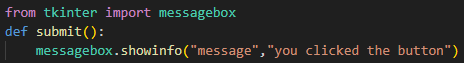 from tkinter import messagebox
def submit():
    messagebox.showinfo("message","you clicked the button")